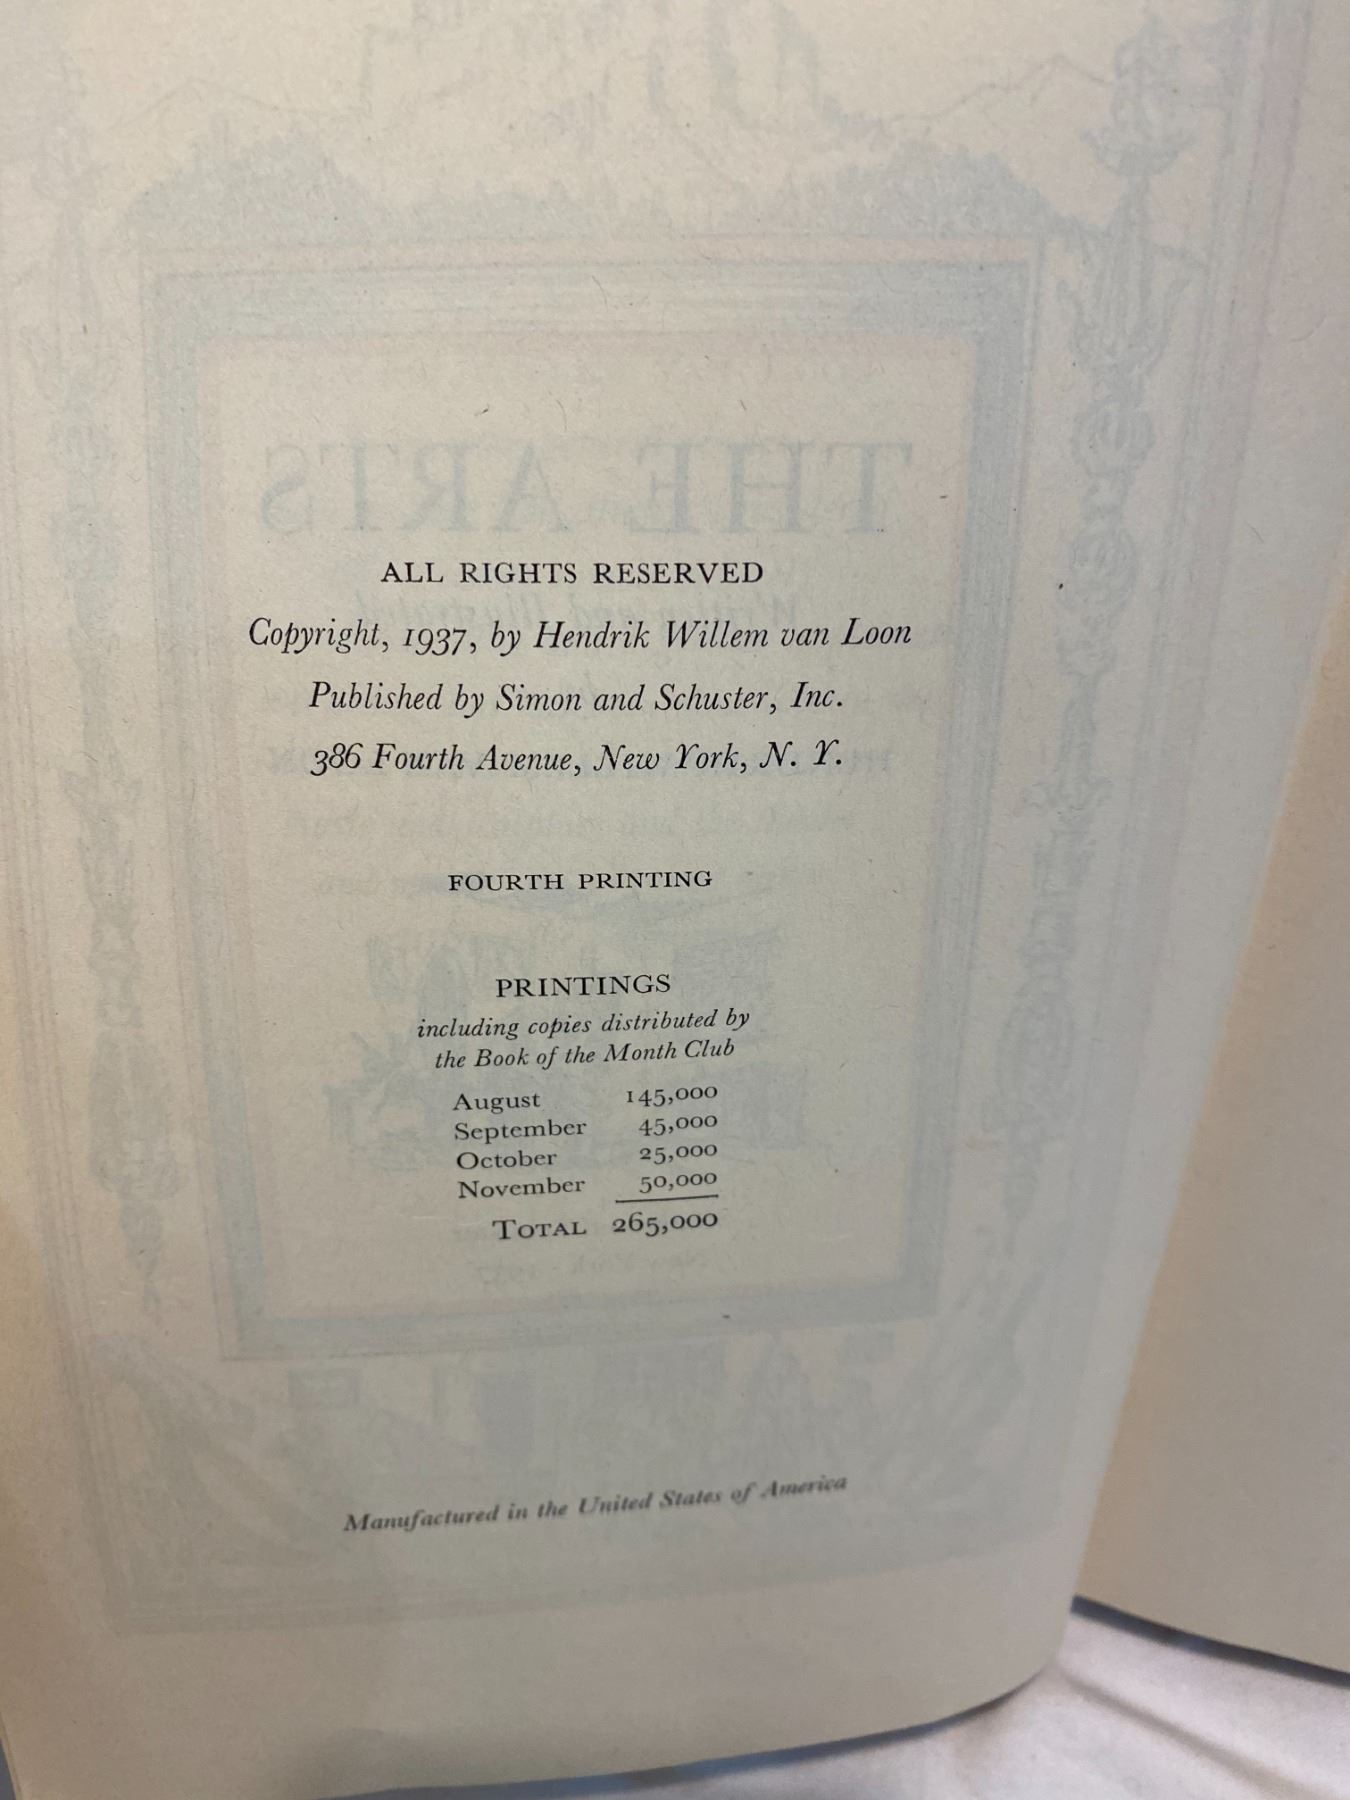 THE ARTS
ALL RIGHTS RESERVED
Copyright, 1937, by Hendrik Willem van Loon
Published by Simon and Schuster, Inc.
386 Fourth Avenue, New York, N. Y.
FOURTH PRINTING
PRINTINGS
including copies distributed by
the Book of the Month Club
August 145,000
September 45,000
October 25,000
November 50,000
TOTAL 265,000
Manufactured in the United States of America